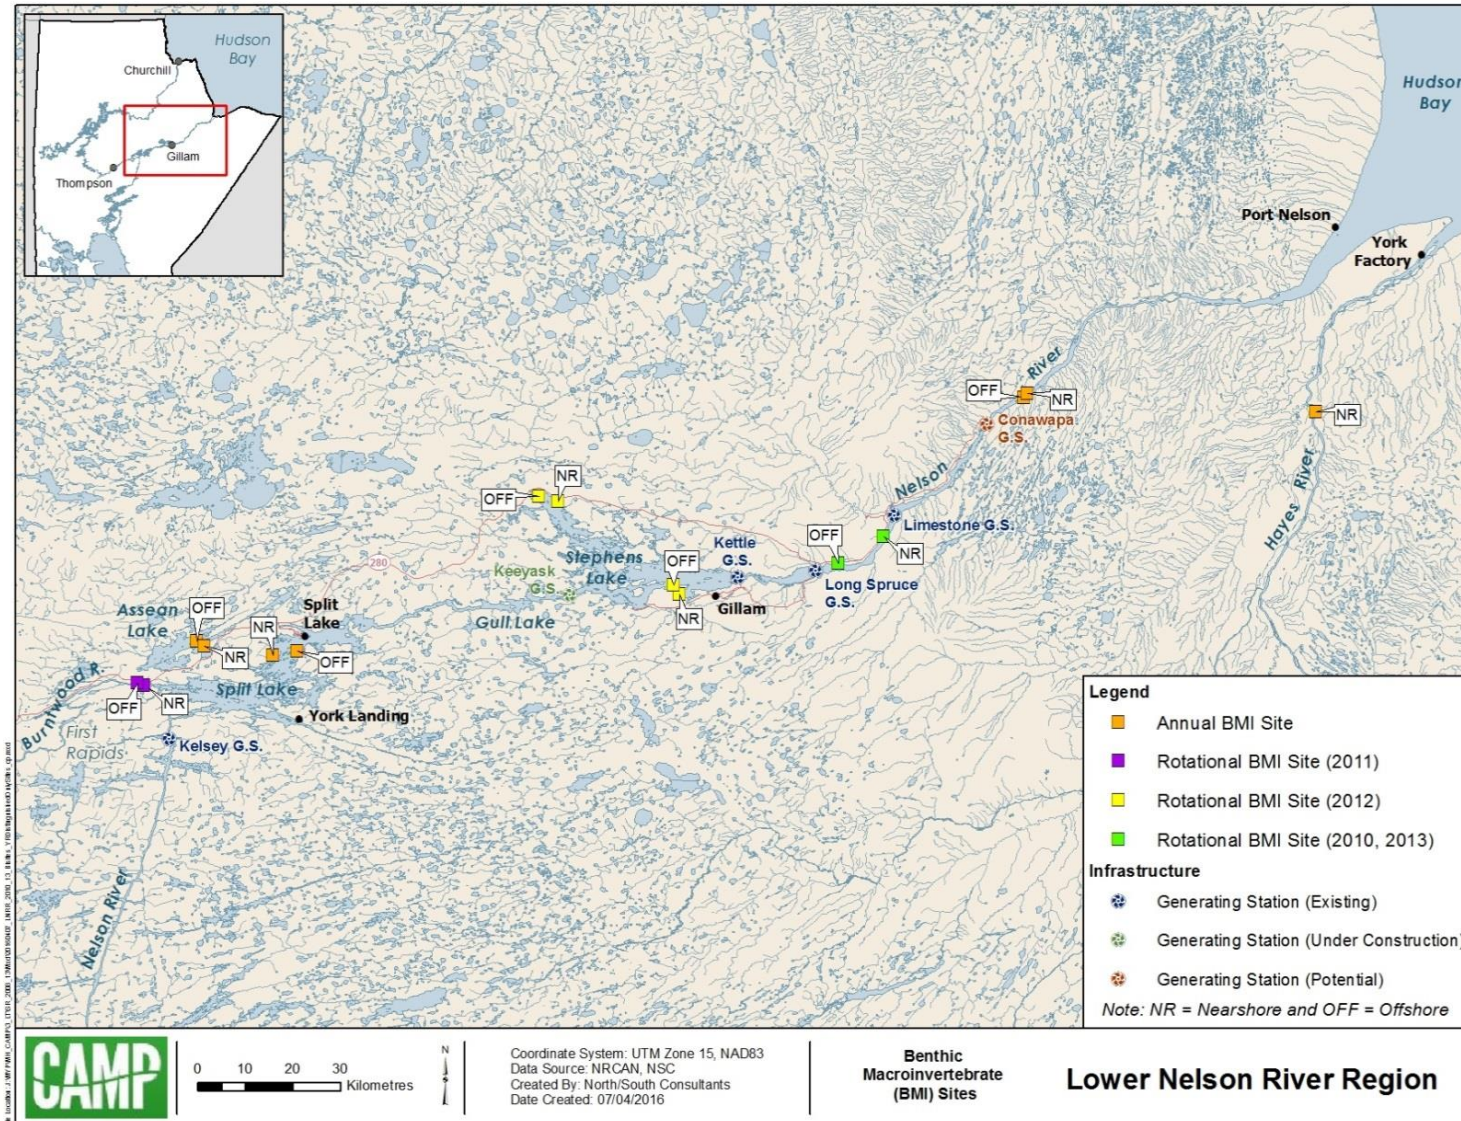 Hudson
Bay
Churchill
Gillam
Thompson
Hudson
Bay
Port Nelson
York
Factory
River
OFF
NR
Conawapa
G.S.
NR
Hayes River
Nelson
NR
OFF
Limestone G.S.
OFF
NR
Kettle
G.S.
OFF
Stephens
Lake
280
Keeyask
G.S.
Long Spruce
G.S.
Gillam
NR
Gull Lake
Assean
Lake
OFF
Split
Lake
NR
NR
OFF
Split Lake
Burntwood R.
OFF
NR
York Landing
First
Rapids
Kelsey G.S.
Nelson River
Legend
Annual BMI Site
Rotational BMI Site (2011)
Rotational BMI Site (2012)
Rotational BMI Site (2010, 2013)
Infrastructure
Generating Station (Existing)
Generating Station (Under Construction)
Generating Station (Potential)
Note: NR = Nearshore and OFF = Offshore
CAMP
0 10 20 30
Kilometres
N
Coordinate System: UTM Zone 15, NAD83
Data Source: NRCAN, NSC
Created By: North/South Consultants
Date Created: 07/04/2016
Benthic
Macroinvertebrate
(BMI) Sites
Lower Nelson River Region